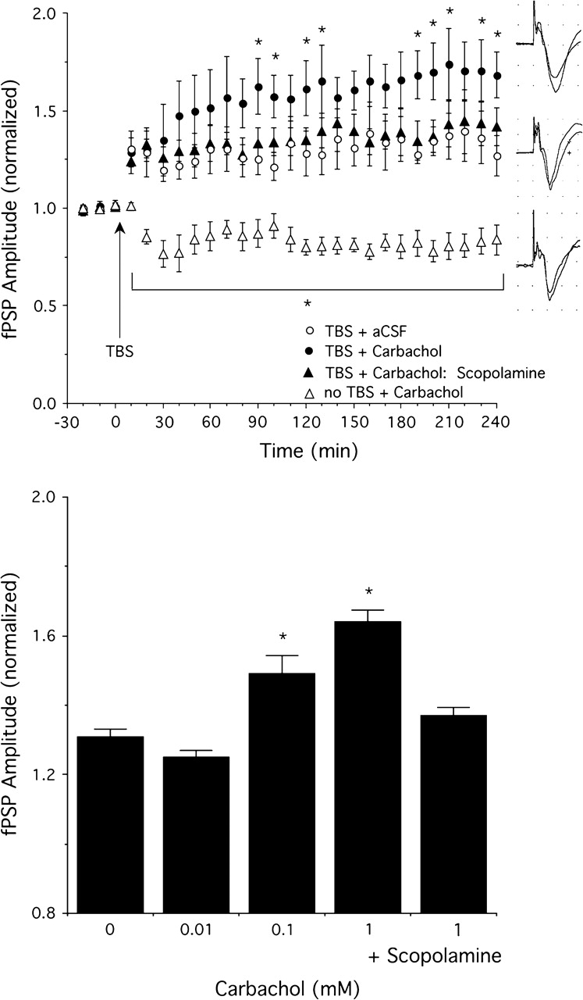 2.0
1.5
1.0
0.5
0.0
fPSP Amplitude (normalized)
* * * * * * * * *
TBS
*
TBS + aCSF
TBS + Carbachol
TBS + Carbachol: Scopolamine
no TBS + Carbachol
-30 0 30 60 90 120 150 180 210 240
Time (min)
2.0
1.6
1.2
0.8
fPSP Amplitude (normalized)
* *
0 0.01 0.1 1 1
+ Scopolamine
Carbachol (mM)